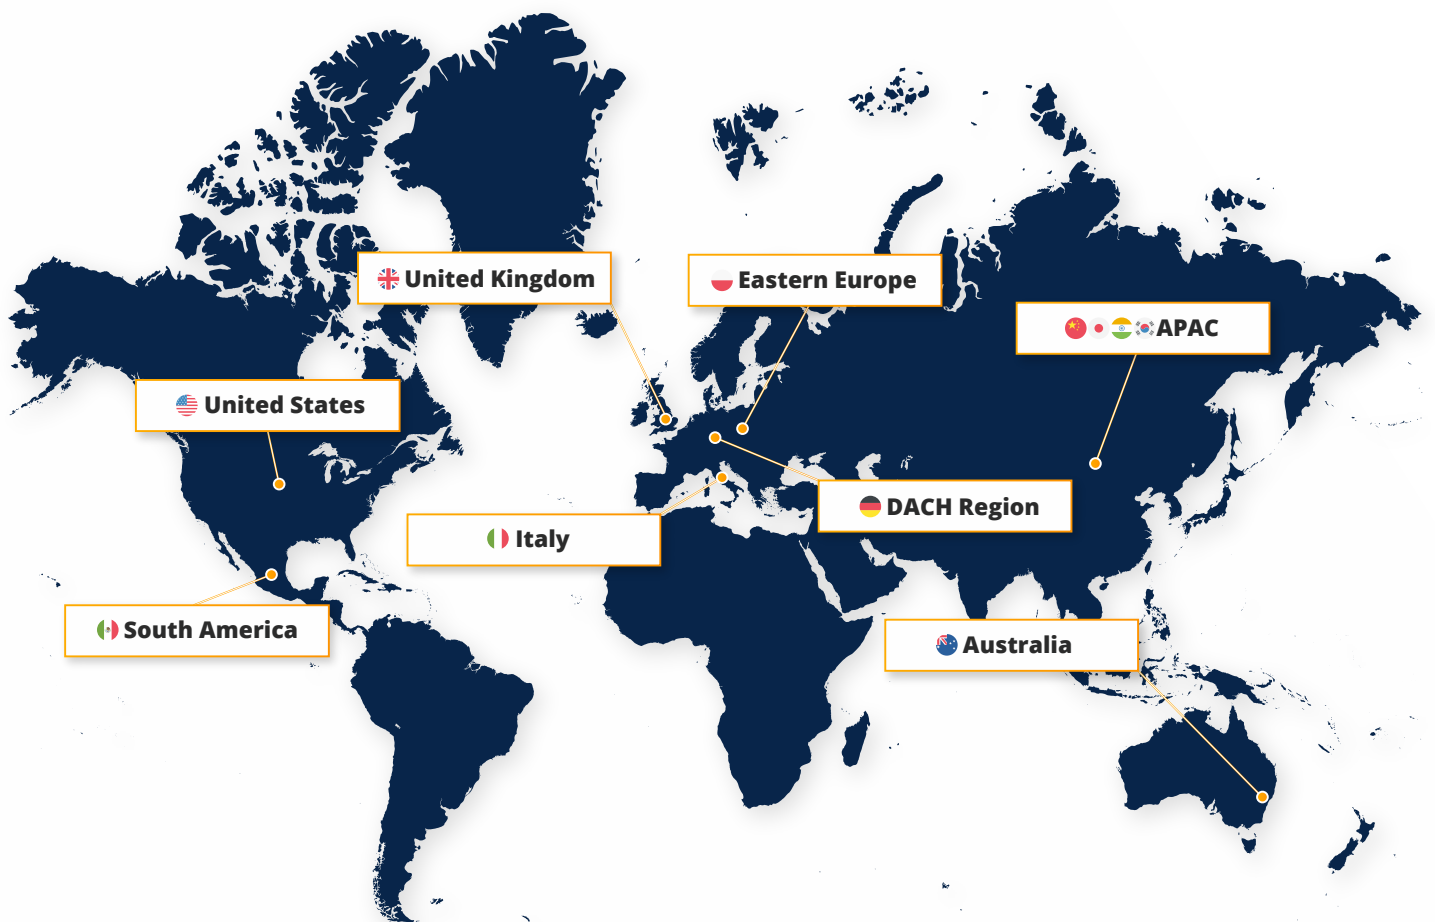 United Kingdom
Eastern Europe
APAC
United States
DACH Region
Italy
South America
Australia